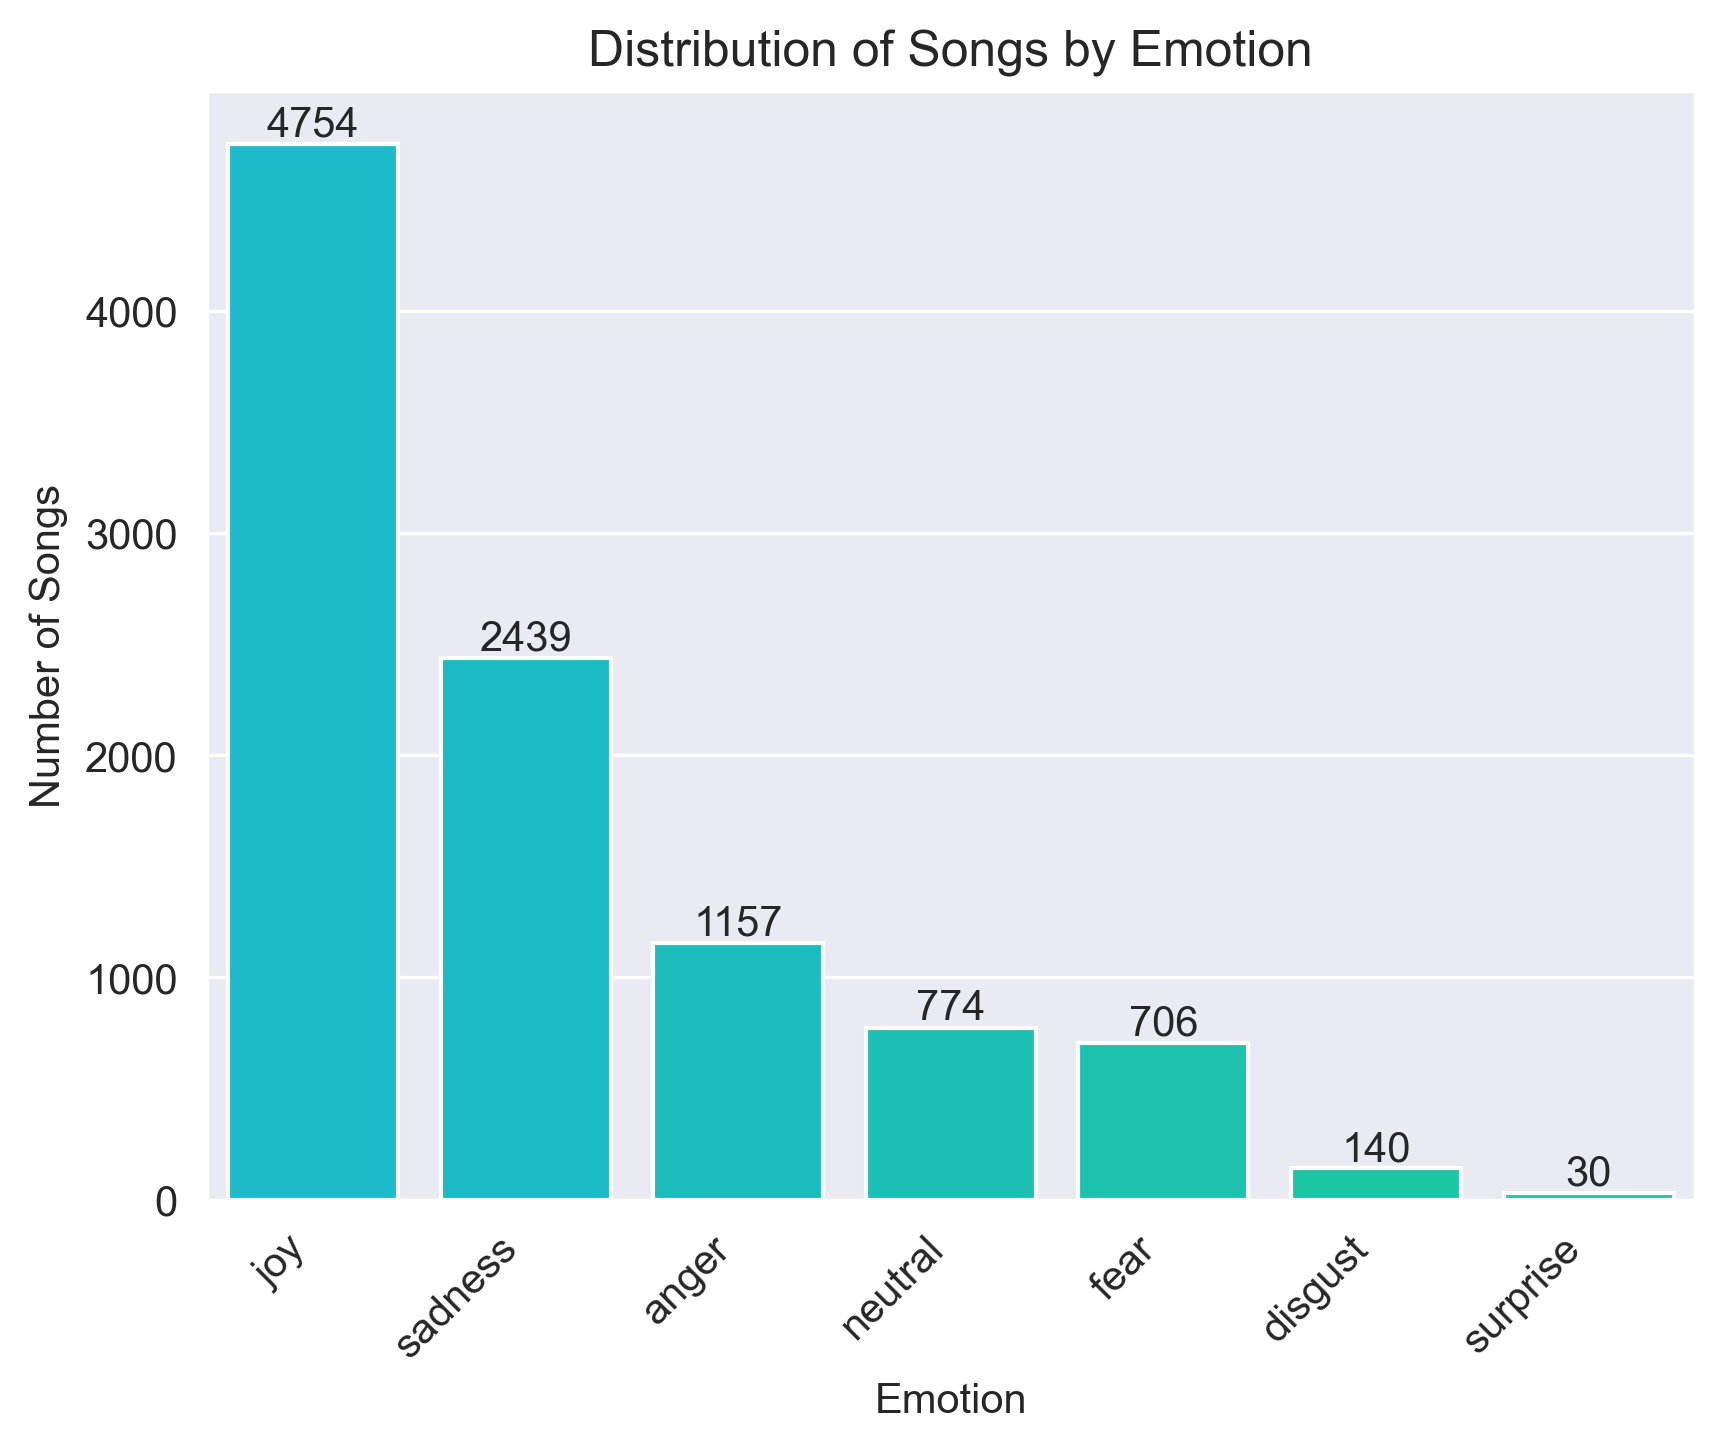 Distribution of Songs by Emotion
4754
4000
3000
2439
2000
1157
1000
774
706
140
30
0
Number of Songs
joy
sadness
anger
neutral
fear
disgust
surprise
Emotion